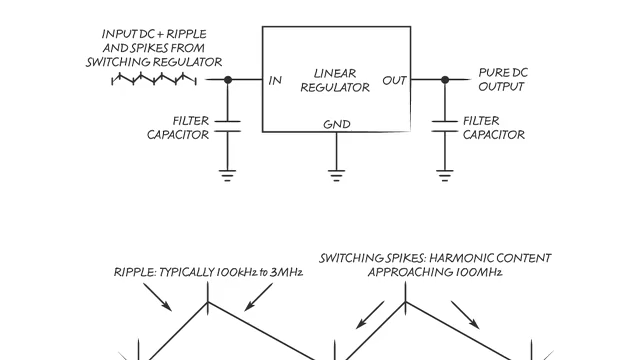 INPUT DC + RIPPLE
AND SPIKES FROM
SWITCHING REGULATOR
IN
LINEAR
REGULATOR
OUT
PURE DC
OUTPUT
GND
FILTER
CAPACITOR
FILTER
CAPACITOR
RIPPLE: TYPICALLY 100kHz to 3MHz
SWITCHING SPIKES: HARMONIC CONTENT
APPROACHING 100MHz